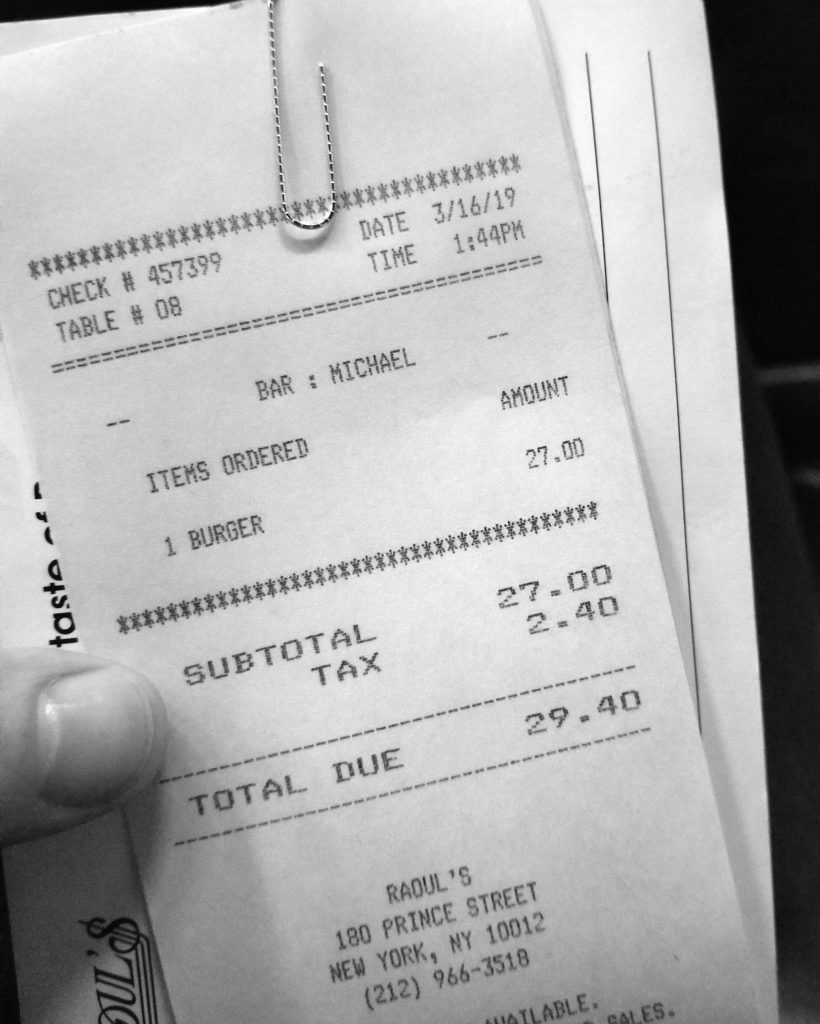 ****************************************
CHECK # 457399 DATE 3/16/19
TABLE # 08 TIME 1:44PM
========================================
-- BAR : MICHAEL --
ITEMS ORDERED AMOUNT
1 BURGER 27.00
****************************************
SUBTOTAL 27.00
TAX 2.40
----------------------------------------
TOTAL DUE 29.40
----------------------------------------
RAOUL'S
180 PRINCE STREET
NEW YORK, NY 10012
(212) 966-3518
AVAILABLE.
SALES.
taste
OUL'S